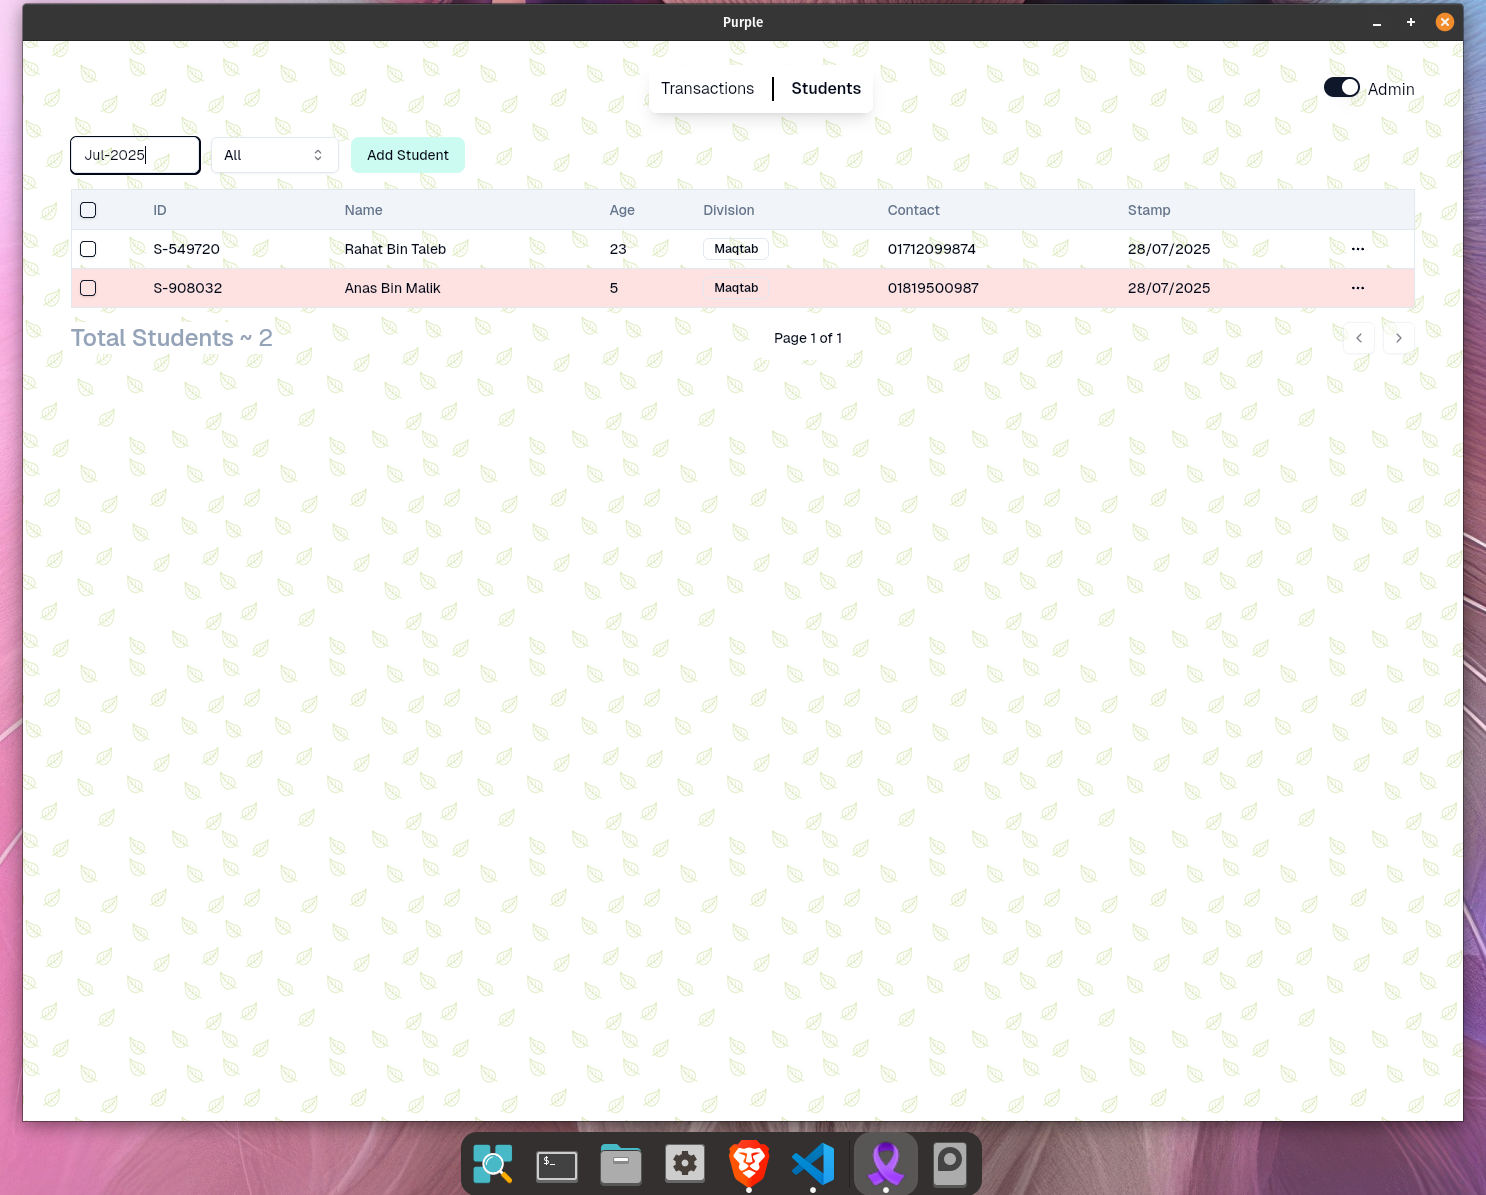 Purple
Transactions Students
Admin
Jul-2025 All Add Student
ID Name Age Division Contact Stamp
S-549720 Rahat Bin Taleb 23 Maqtab 01712099874 28/07/2025 ...
S-908032 Anas Bin Malik 5 Maqtab 01819500987 28/07/2025 ...
Total Students ~ 2 Page 1 of 1
$_